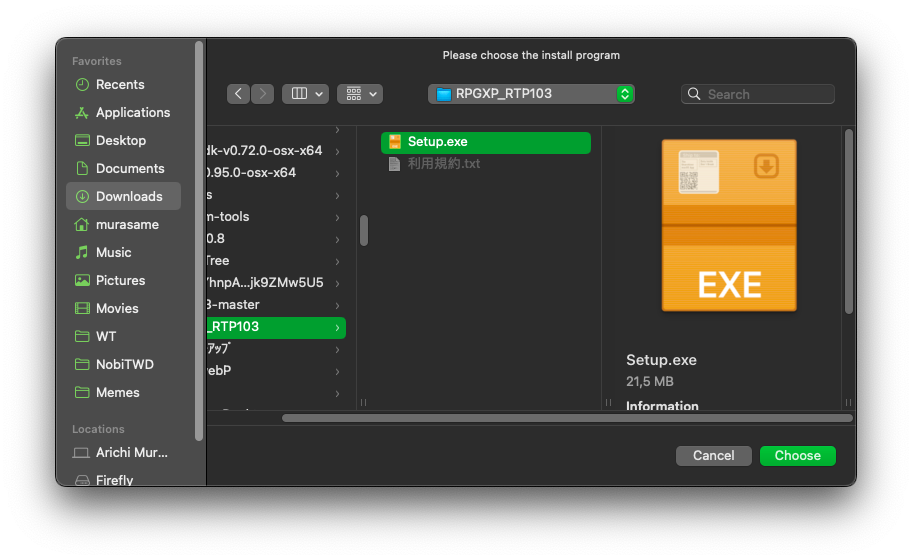 Please choose the install program
Favorites
Recents
Applications
Desktop
Documents
Downloads
murasame
Music
Pictures
Movies
WT
NobiTWD
Memes
Locations
Arichi Mur...
Firefly
RPGXP_RTP103
Search
dk-v0.72.0-osx-x64
0.95.0-osx-x64
s
m-tools
0.8
Tree
YhnpA...jk9ZMw5U5
3-master
_RTP103
ｱｯﾌﾟ
ebP
Setup.exe
利用規約.txt
EXE
Setup.exe
21,5 MB
Information
Cancel
Choose